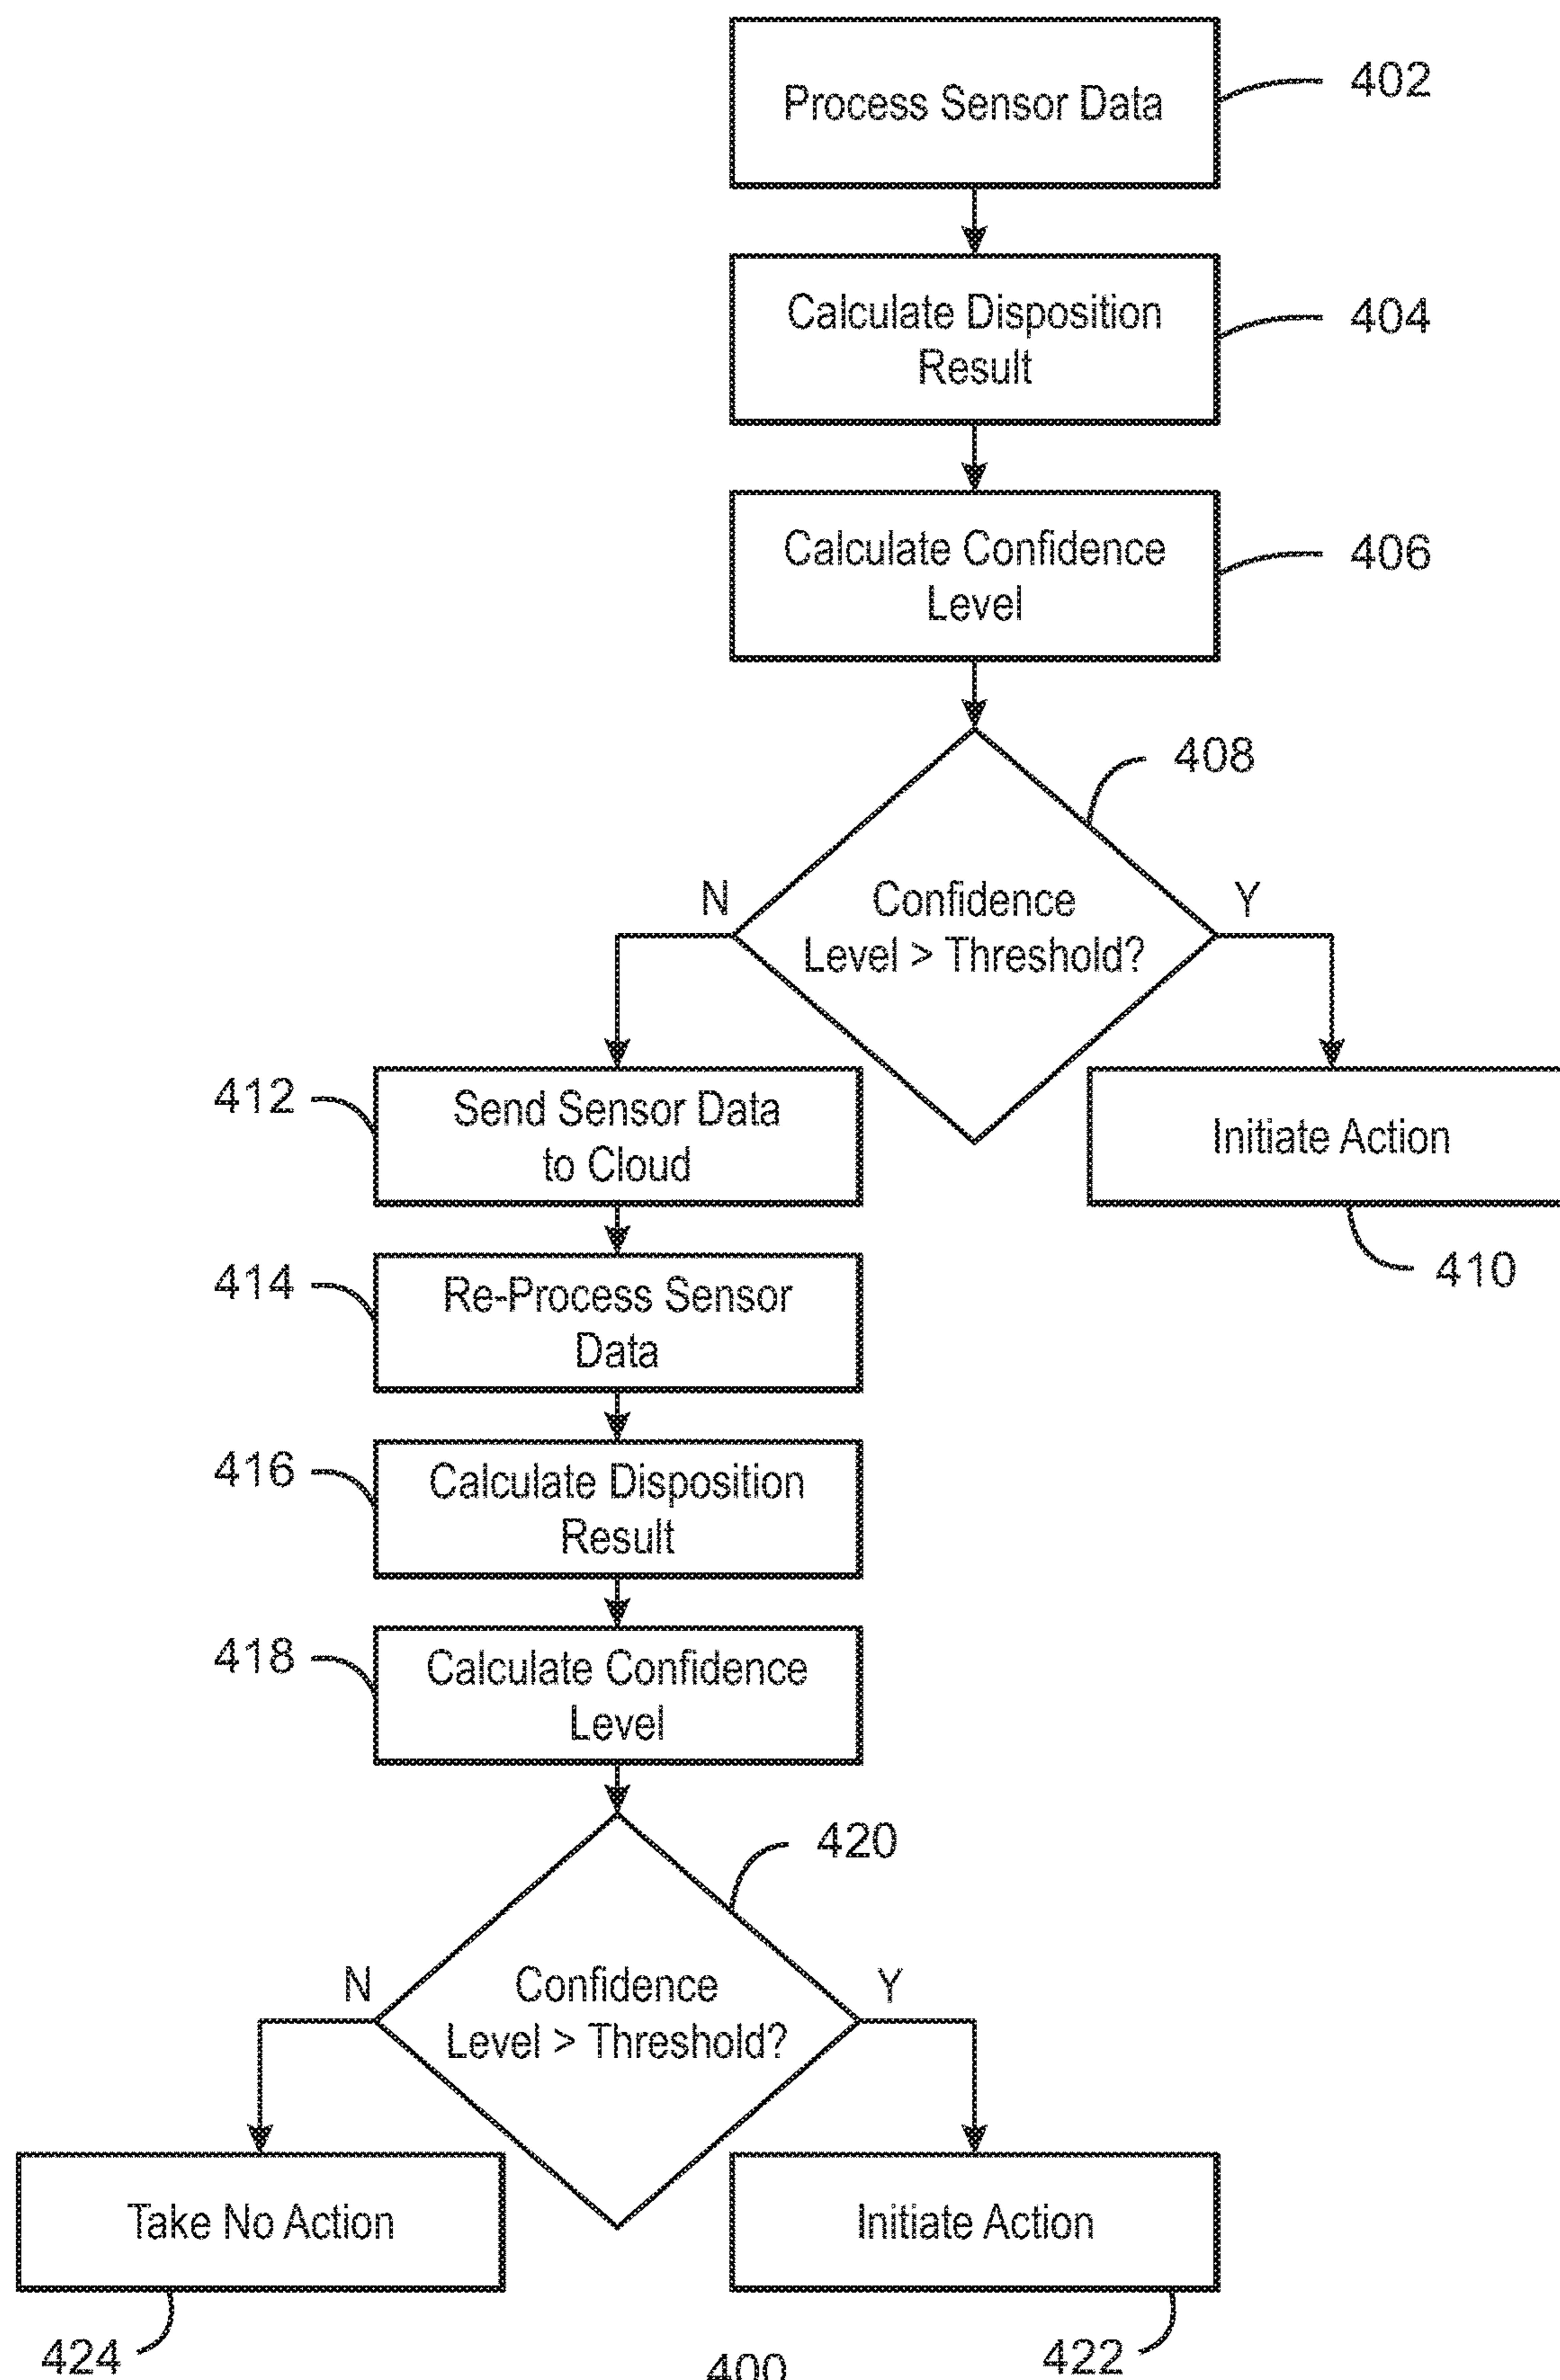 Process Sensor Data
402
Calculate Disposition
Result
404
Calculate Confidence
Level
406
408
N
Confidence
Level > Threshold?
Y
412
Send Sensor Data
to Cloud
Initiate Action
410
414
Re-Process Sensor
Data
416
Calculate Disposition
Result
418
Calculate Confidence
Level
420
N
Confidence
Level > Threshold?
Y
Take No Action
Initiate Action
424
400
422